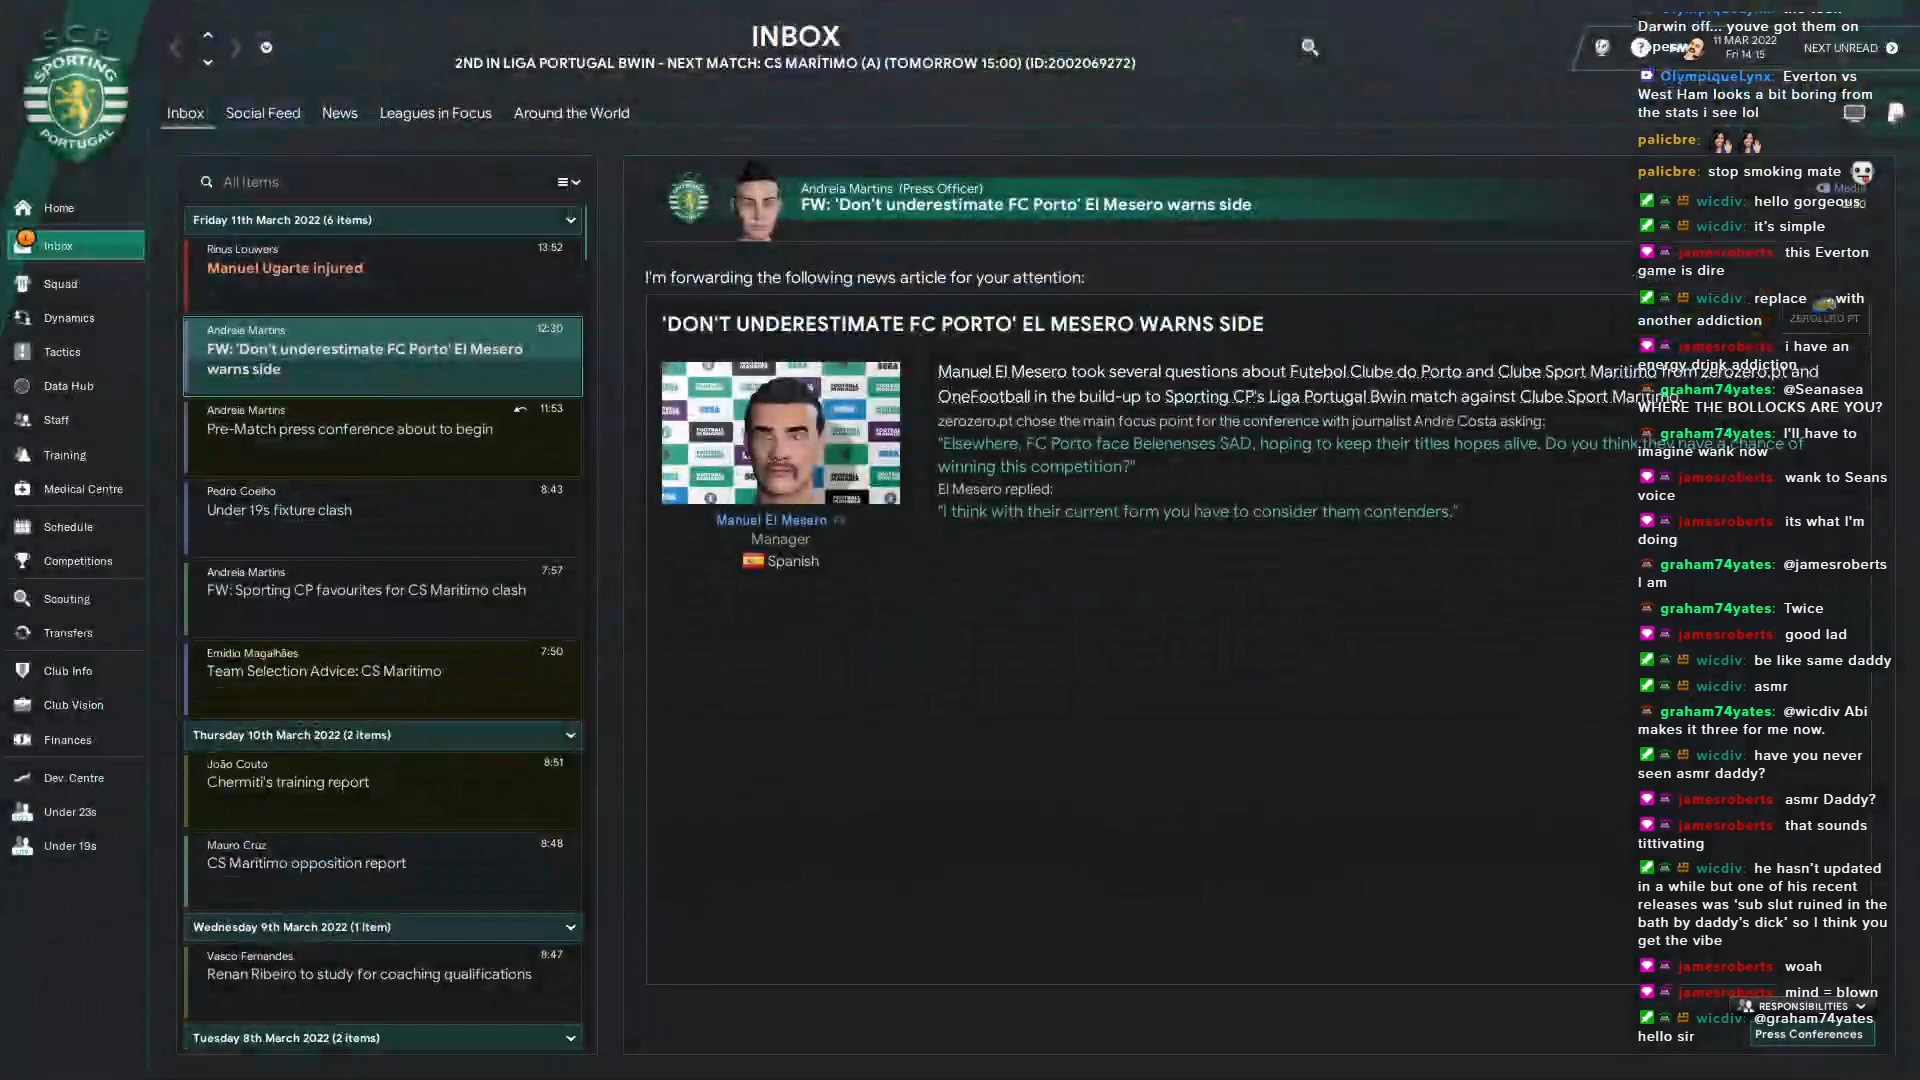 INBOX
2ND IN LIGA PORTUGAL BWIN - NEXT MATCH: CS MARÍTIMO (A) (TOMORROW 15:00) (ID:2002069272)
11 MAR 2022
Fri 14:15
NEXT UNREAD
SPORTING
PORTUGAL
Inbox
Social Feed
News
Leagues in Focus
Around the World
Home
Inbox
Squad
Dynamics
Tactics
Data Hub
Staff
Training
Medical Centre
Schedule
Competitions
Scouting
Transfers
Club Info
Club Vision
Finances
Dev. Centre
Under 23s
Under 19s
All Items
Friday 11th March 2022 (6 items)
Rinus Louwers 13:52
Manuel Ugarte injured
Andreia Martins 12:30
FW: 'Don't underestimate FC Porto' El Mesero
warns side
Andreia Martins 11:53
Pre-Match press conference about to begin
Pedro Coelho 8:43
Under 19s fixture clash
Andreia Martins 7:57
FW: Sporting CP favourites for CS Marítimo clash
Emídio Magalhães 7:50
Team Selection Advice: CS Marítimo
Thursday 10th March 2022 (2 items)
João Couto 8:51
Chermiti's training report
Mauro Cruz 8:48
CS Marítimo opposition report
Wednesday 9th March 2022 (1 item)
Vasco Fernandes 8:47
Renan Ribeiro to study for coaching qualifications
Tuesday 8th March 2022 (2 items)
Andreia Martins (Press Officer)
FW: 'Don't underestimate FC Porto' El Mesero warns side
I'm forwarding the following news article for your attention:
'DON'T UNDERESTIMATE FC PORTO' EL MESERO WARNS SIDE
Manuel El Mesero took several questions about Futebol Clube do Porto and Clube Sport Marítimo from zerozero.pt and
OneFootball in the build-up to Sporting CP's Liga Portugal Bwin match against Clube Sport Marítimo.
zerozero.pt chose the main focus point for the conference with journalist André Costa asking:
"Elsewhere, FC Porto face Belenenses SAD, hoping to keep their titles hopes alive. Do you think they have a chance of
winning this competition?"
El Mesero replied:
"I think with their current form you have to consider them contenders."
Manuel El Mesero
Manager
Spanish
ZEROZERO PT
Darwin off... youve got them on
OlympiqueLynx: Everton vs
West Ham looks a bit boring from
the stats i see lol
palicbre:
palicbre: stop smoking mate
wicdiv: hello gorgeous
wicdiv: it's simple
jamesroberts: this Everton
game is dire
wicdiv: replace with
another addiction
jamesroberts: i have an
energy drink addiction
graham74yates: @Seanasea
WHERE THE BOLLOCKS ARE YOU?
graham74yates: I'll have to
imagine wank now
jamesroberts: wank to Seans
voice
jamesroberts: its what I'm
doing
graham74yates: @jamesroberts
I am
graham74yates: Twice
jamesroberts: good lad
wicdiv: be like same daddy
wicdiv: asmr
graham74yates: @wicdiv Abi
makes it three for me now.
wicdiv: have you never
seen asmr daddy?
jamesroberts: asmr Daddy?
jamesroberts: that sounds
tittivating
wicdiv: he hasn't updated
in a while but one of his recent
releases was 'sub slut ruined in the
bath by daddy's dick' so I think you
get the vibe
jamesroberts: woah
jamesroberts: mind = blown
wicdiv: @graham74yates
hello sir
RESPONSIBILITIES
Press Conferences